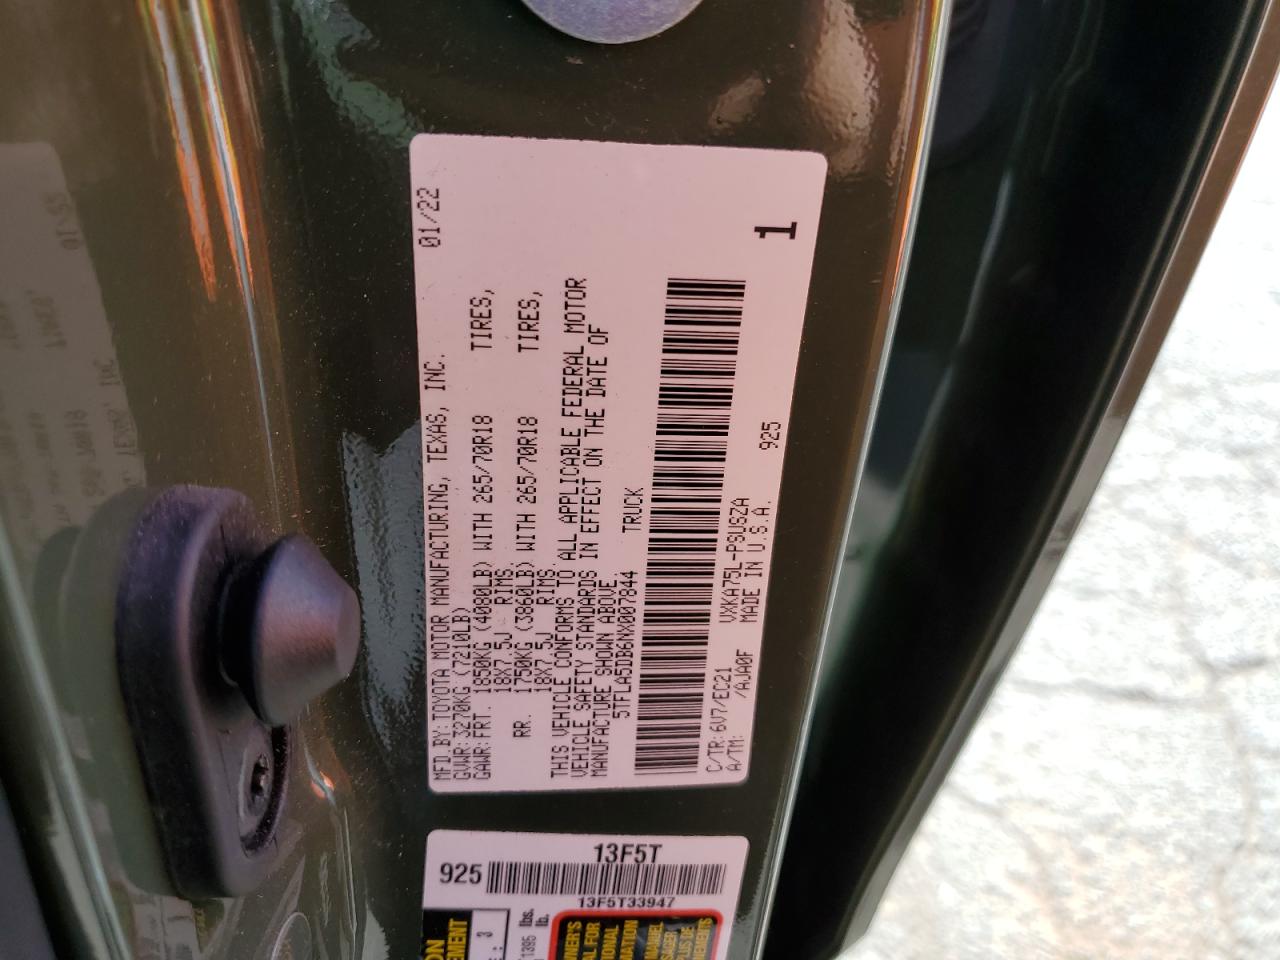 01/22
MFD.BY:TOYOTA MOTOR MANUFACTURING, TEXAS, INC.
GVWR:3270KG(7210LB)
GAWR:FRT. 1850KG (4080LB) WITH 265/70R18 TIRES,
18X7.5J RIMS.
RR. 1750KG (3860LB) WITH 265/70R18 TIRES,
18X7.5J RIMS.
THIS VEHICLE CONFORMS TO ALL APPLICABLE FEDERAL MOTOR
VEHICLE SAFETY STANDARDS IN EFFECT ON THE DATE OF
MANUFACTURE SHOWN ABOVE
5TFLA5DB6NX007844 TRUCK
C/TR:6V7/EC21 VXKA75L-PSUSZA
A/TM: /AJA0F MADE IN U.S.A. 925
1
13F5T
925
13F5T33947